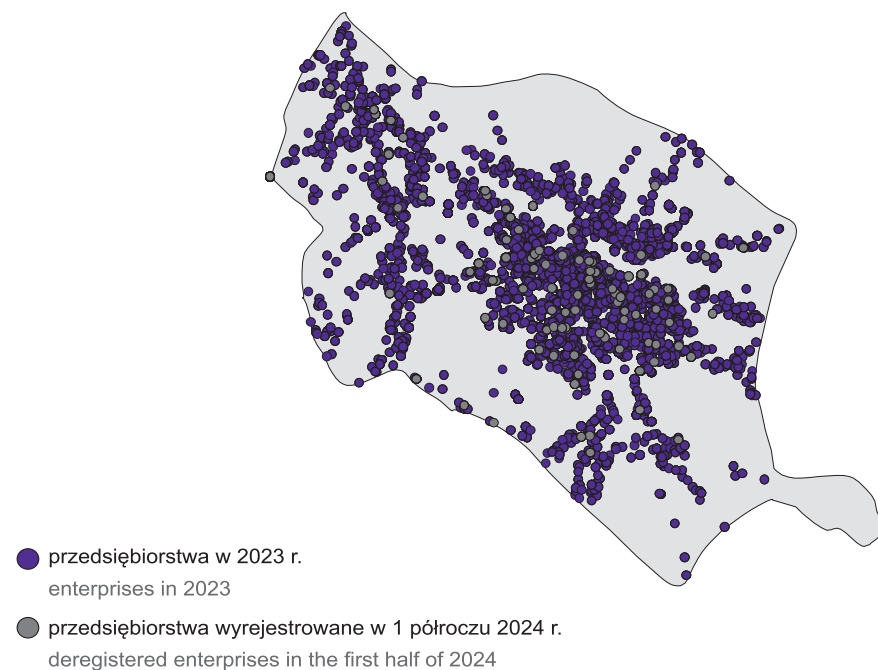 przedsiębiorstwa w 2023 r.
enterprises in 2023
przedsiębiorstwa wyrejestrowane w 1 półroczu 2024 r.
deregistered enterprises in the first half of 2024